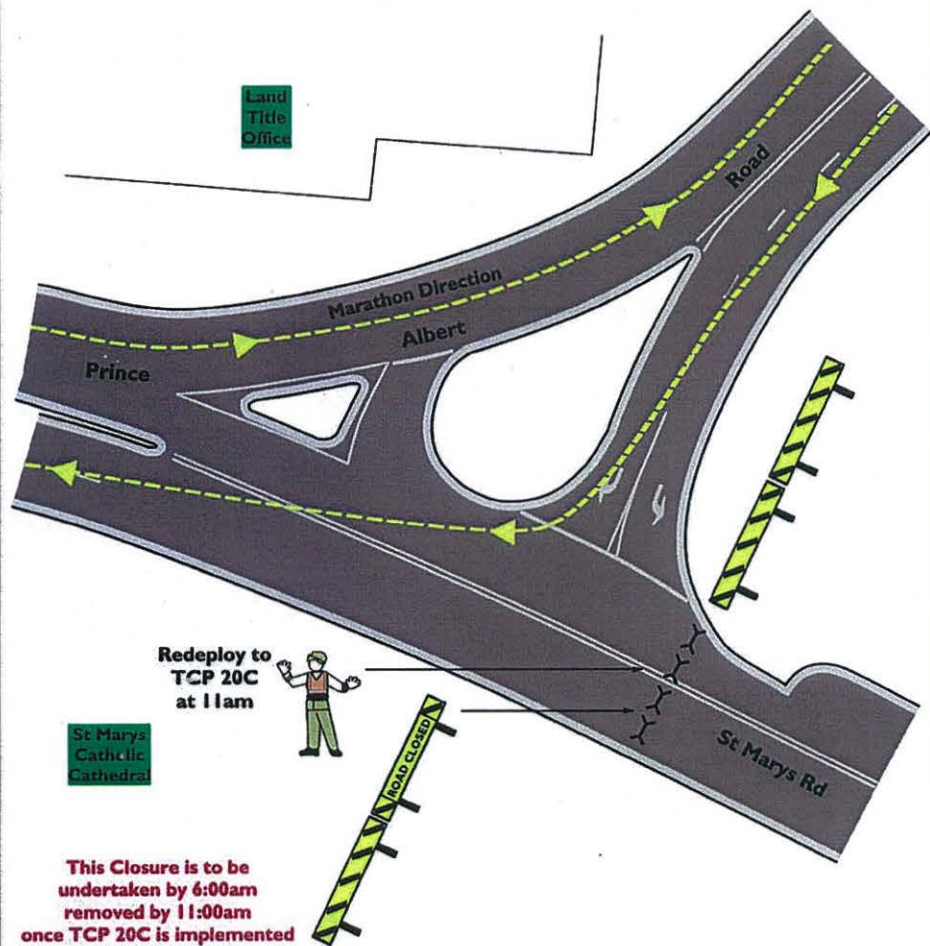 Land
Title
Office
Road
Marathon Direction
Albert
Prince
Redeploy to
TCP 20C
at 11am
ROAD CLOSED
St Marys Rd
St Marys
Catholic
Cathedral
This Closure is to be
undertaken by 6:00am
removed by 11:00am
once TCP 20C is implemented